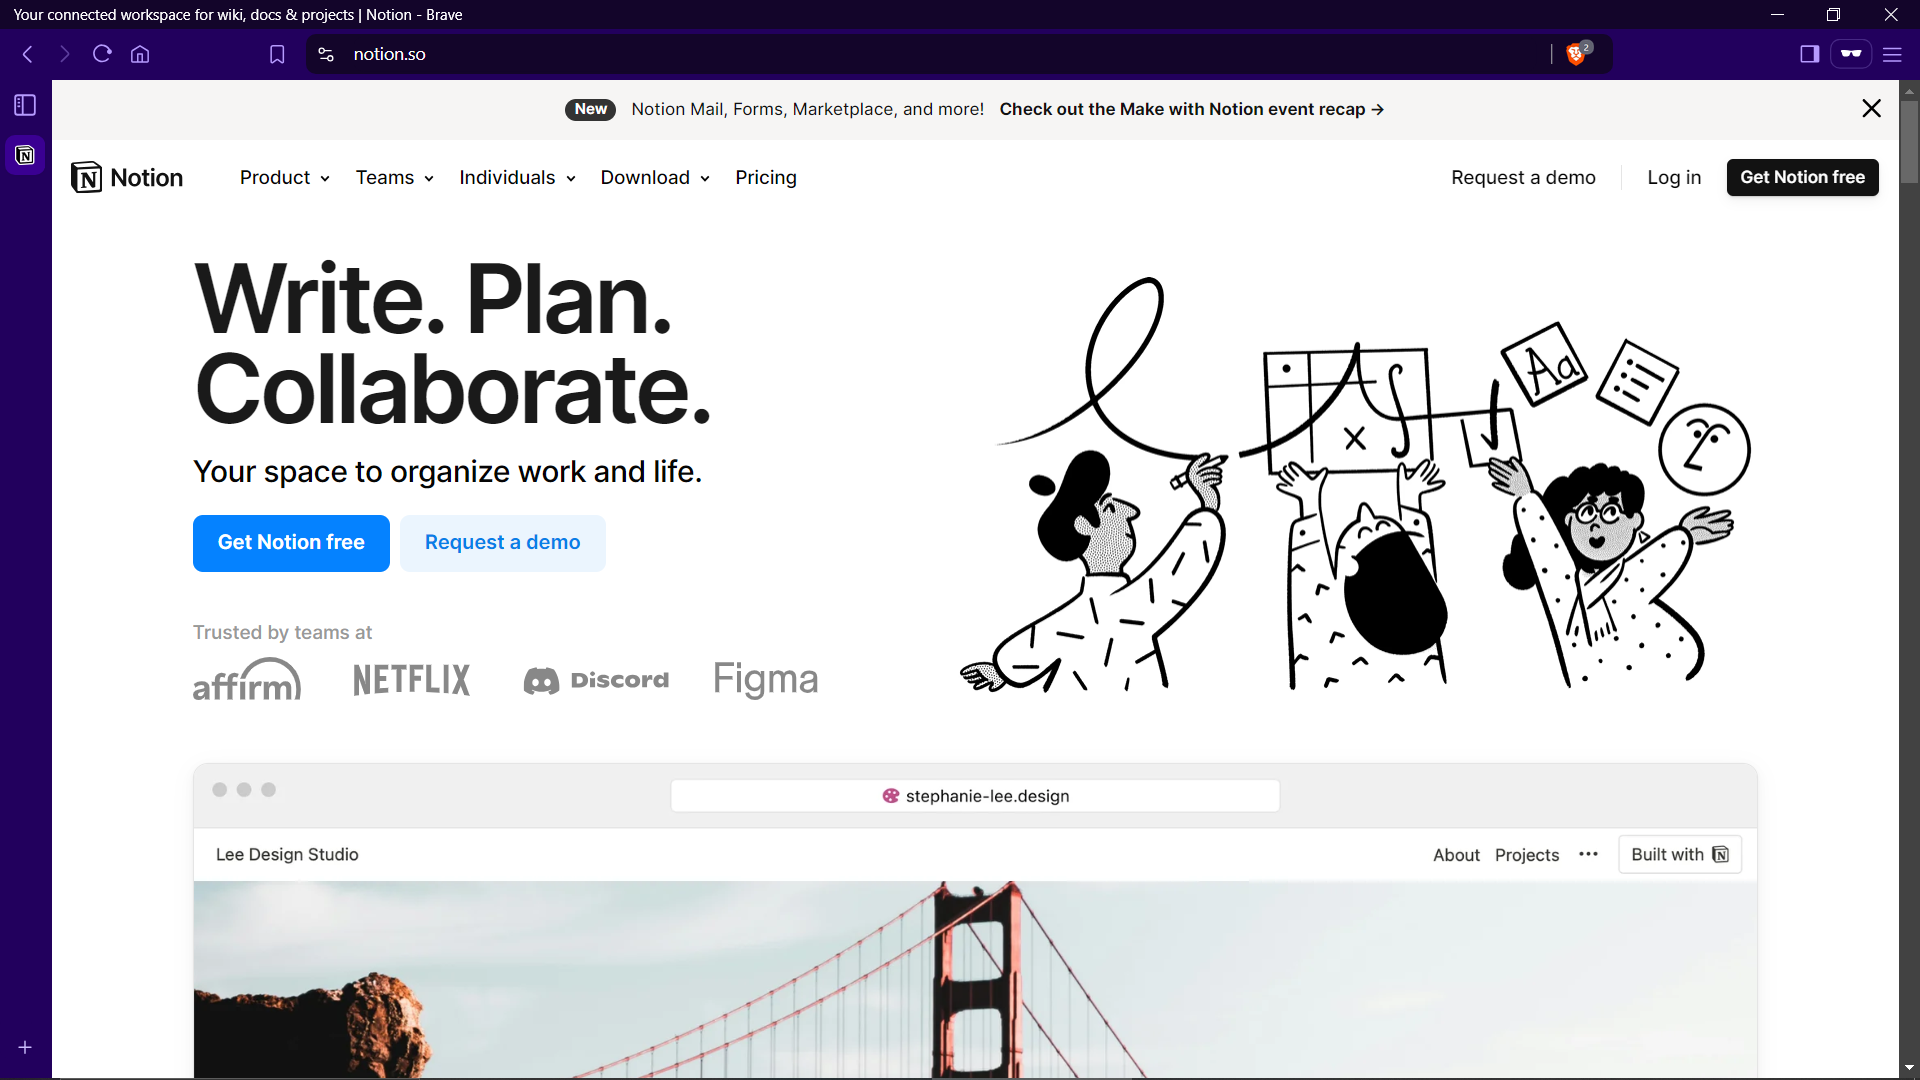 Your connected workspace for wiki, docs & projects | Notion - Brave
notion.so
2
New Notion Mail, Forms, Marketplace, and more! Check out the Make with Notion event recap →
Notion
Product
Teams
Individuals
Download
Pricing
Request a demo
Log in
Get Notion free
Write. Plan.
Collaborate.
Your space to organize work and life.
Get Notion free
Request a demo
Trusted by teams at
affirm
NETFLIX
Discord
Figma
Aa
stephanie-lee.design
Lee Design Studio
About
Projects
Built with